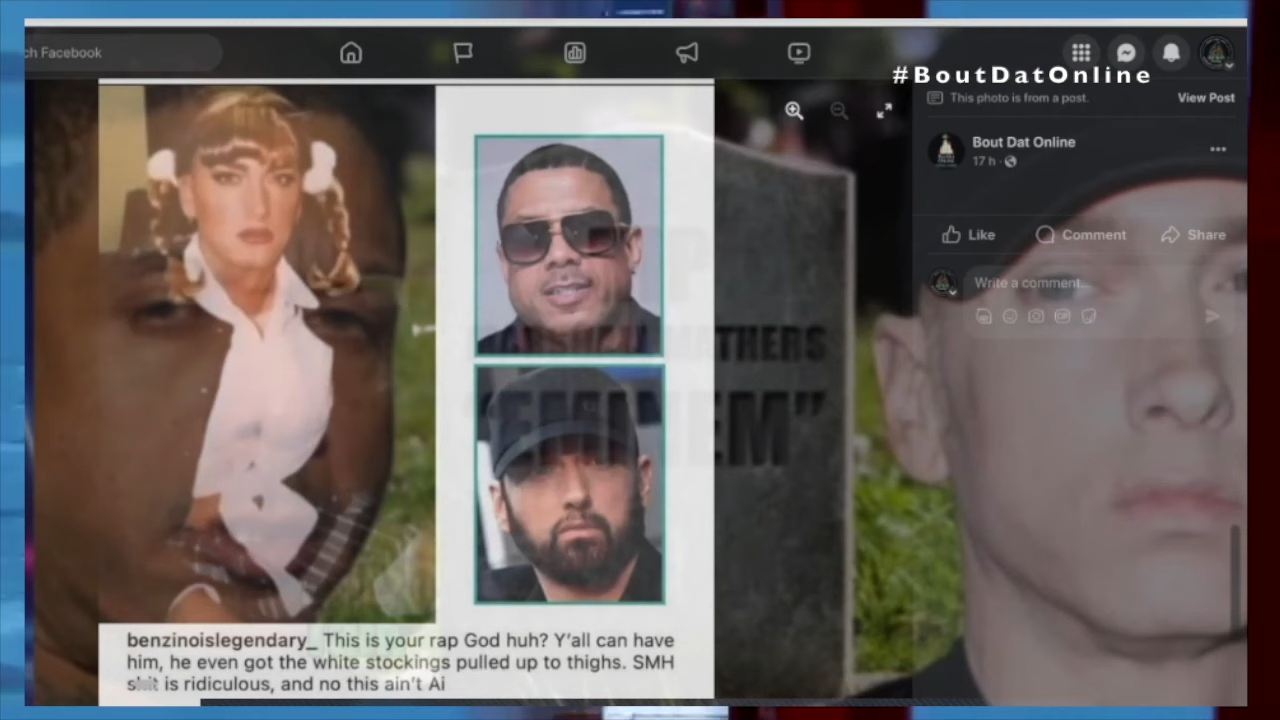 ch Facebook
#BoutDatOnline
This photo is from a post.
View Post
Bout Dat Online
17 h
Like
Comment
Share
Write a comment...
MATHERS
"EMINEM"
benzinoislegendary_ This is your rap God huh? Y'all can have
him, he even got the white stockings pulled up to thighs. SMH
shit is ridiculous, and no this ain't Ai